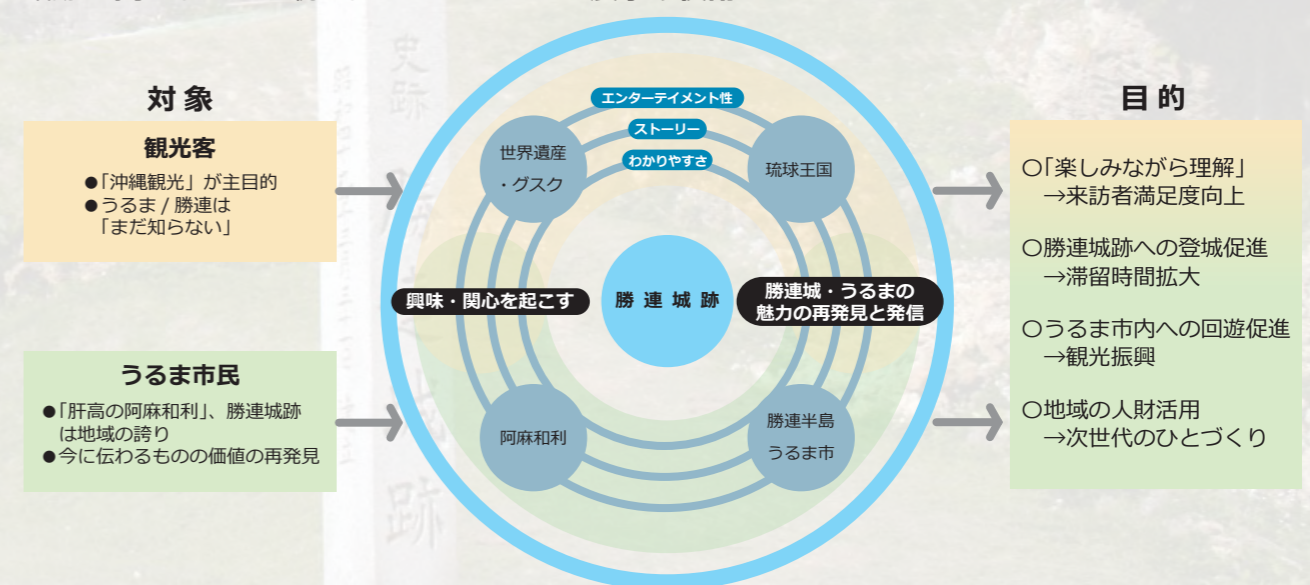 対象
観光客
●「沖縄観光」が主目的
●うるま / 勝連は
「まだ知らない」
うるま市民
●「肝高の阿麻和利」、勝連城跡
は地域の誇り
●今に伝わるものの価値の再発見
エンターテイメント性
ストーリー
わかりやすさ
世界遺産
・グスク
琉球王国
興味・関心を起こす
勝連城跡
勝連城・うるまの
魅力の再発見と発信
阿麻和利
勝連半島
うるま市
目的
〇「楽しみながら理解」
→来訪者満足度向上
〇勝連城跡への登城促進
→滞留時間拡大
〇うるま市内への回遊促進
→観光振興
〇地域の人財活用
→次世代のひとづくり
史跡
跡